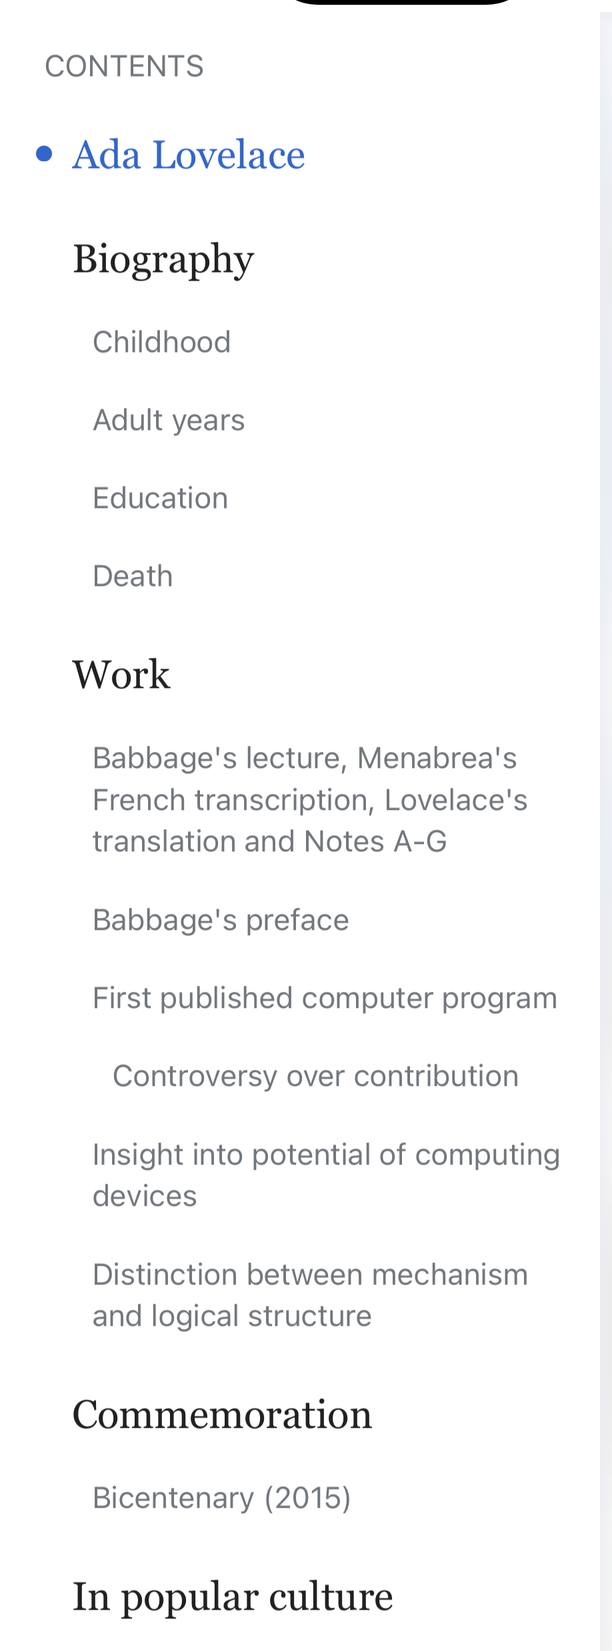 CONTENTS
Ada Lovelace
Biography
Childhood
Adult years
Education
Death
Work
Babbage's lecture, Menabrea's
French transcription, Lovelace's
translation and Notes A-G
Babbage's preface
First published computer program
Controversy over contribution
Insight into potential of computing
devices
Distinction between mechanism
and logical structure
Commemoration
Bicentenary (2015)
In popular culture